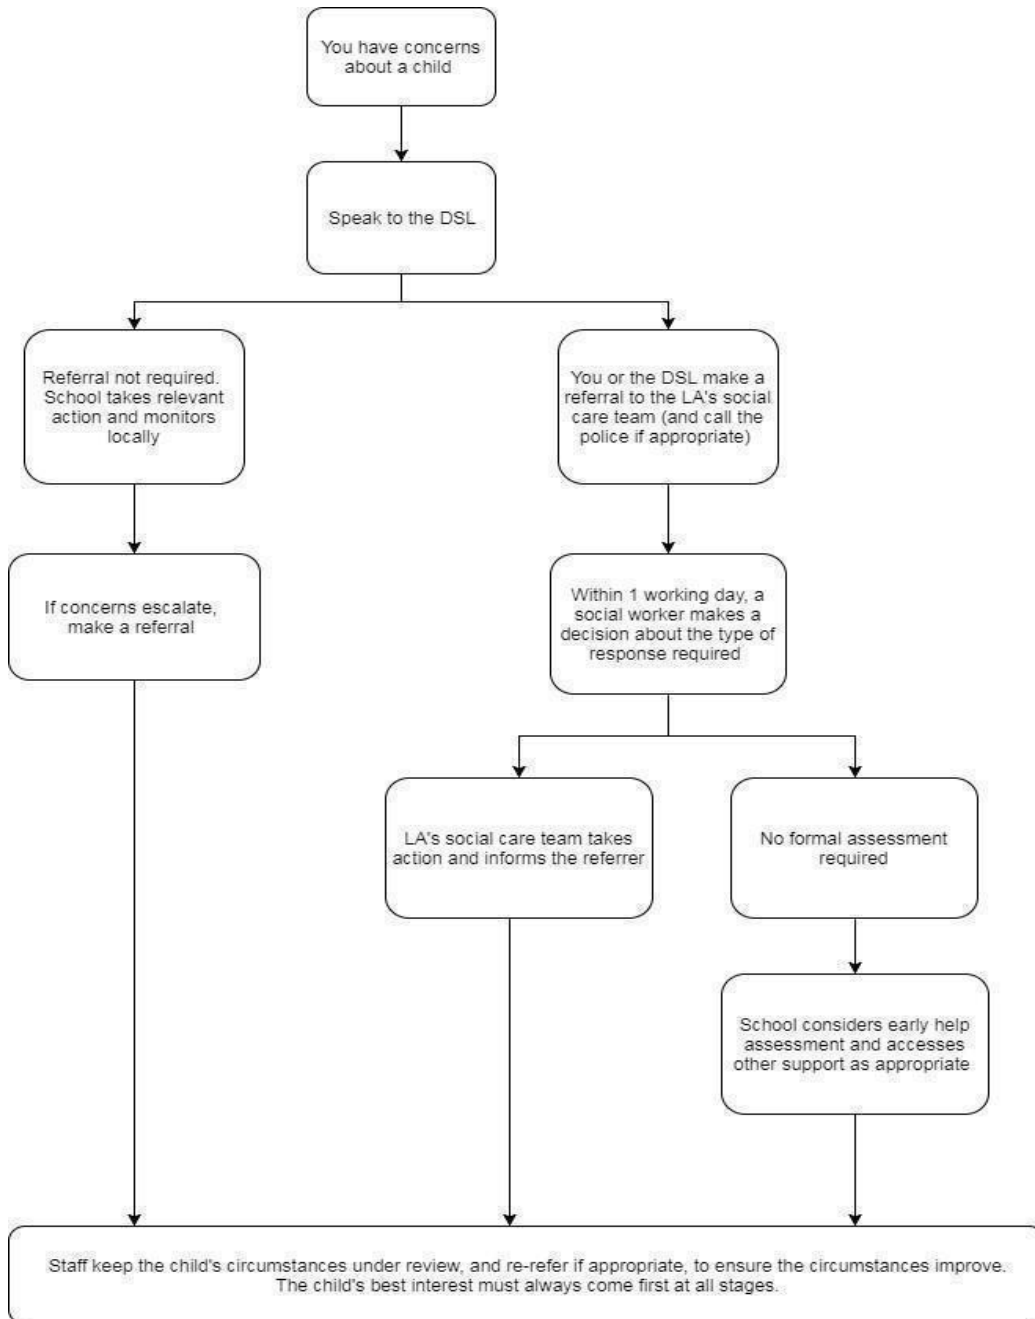 You have concerns
about a child
Speak to the DSL
Referral not required.
School takes relevant
action and monitors
locally
You or the DSL make a
referral to the LA's social
care team (and call the
police if appropriate)
If concerns escalate,
make a referral
Within 1 working day, a
social worker makes a
decision about the type of
response required
LA's social care team takes
action and informs the referrer
No formal assessment
required
School considers early help
assessment and accesses
other support as appropriate
Staff keep the child's circumstances under review, and re-refer if appropriate, to ensure the circumstances improve.
The child's best interest must always come first at all stages.